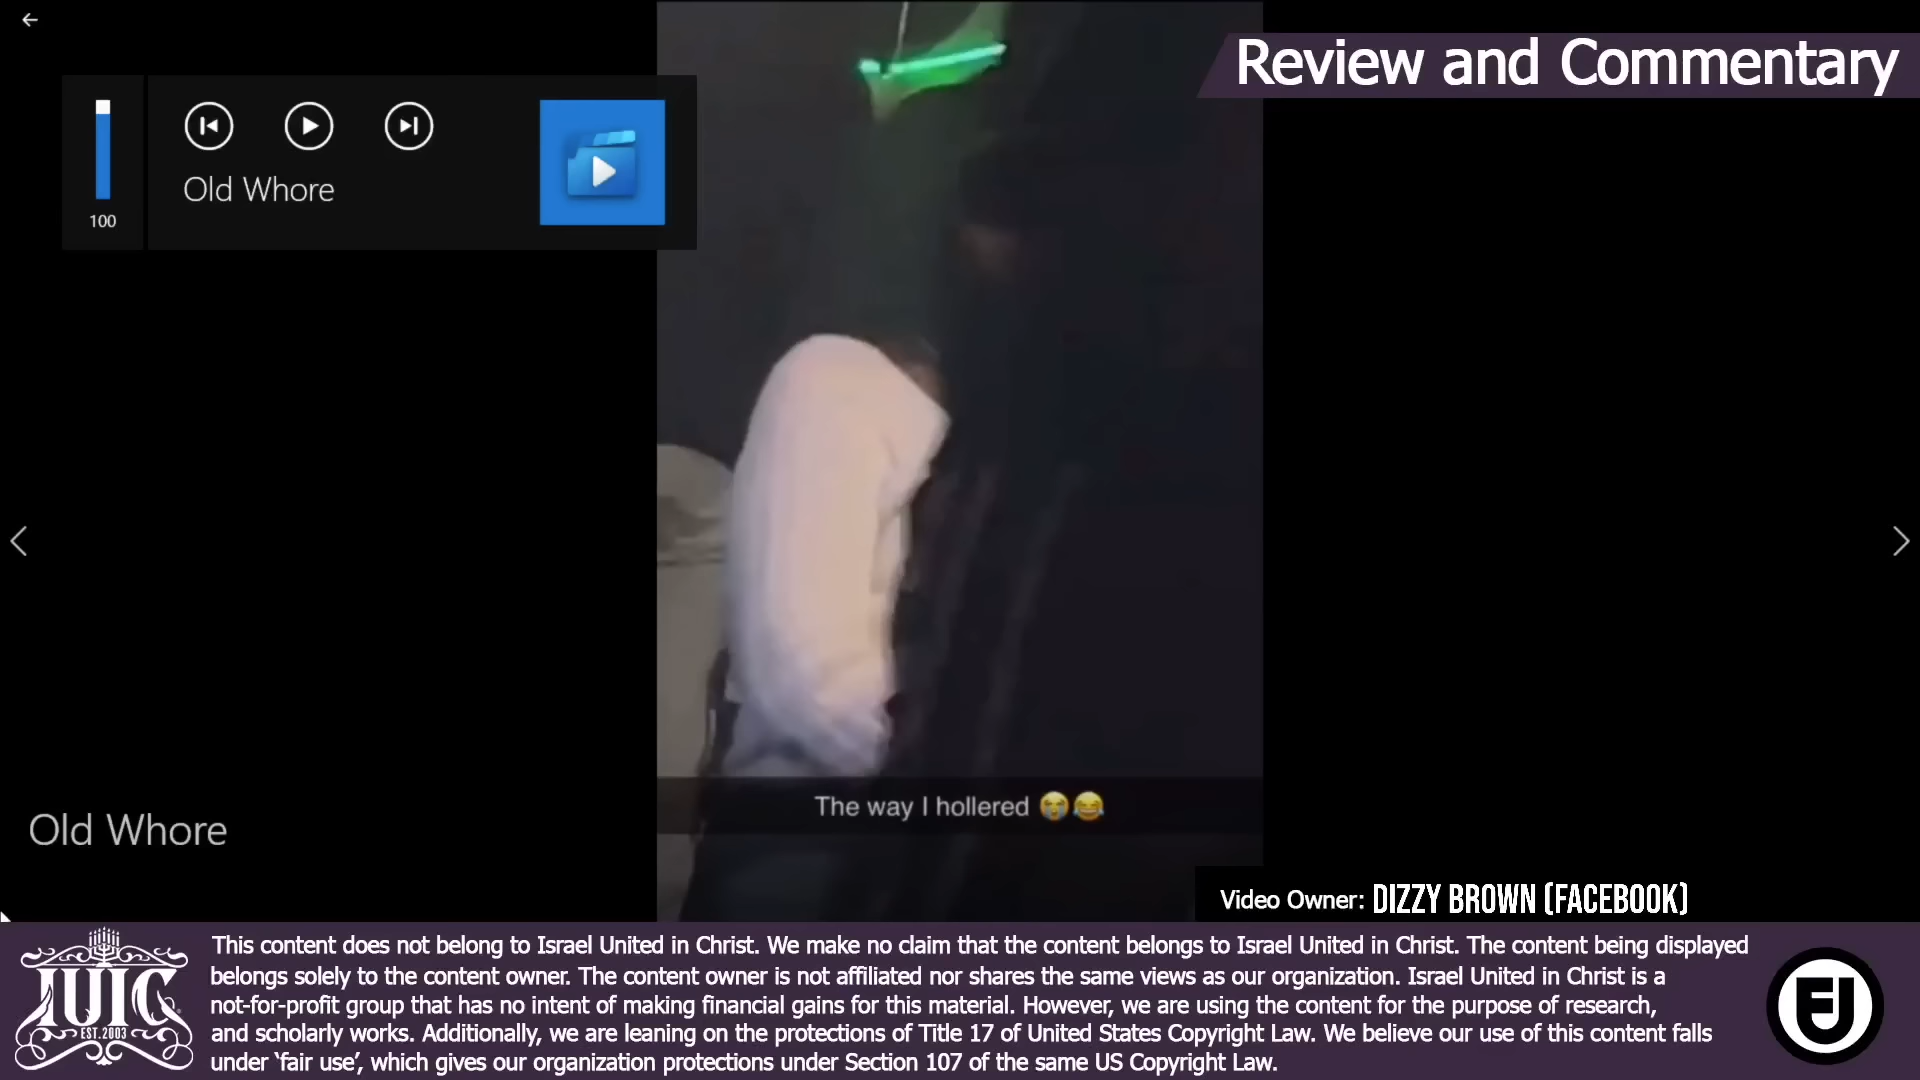 Review and Commentary
Old Whore
100
The way I hollered 😭😂
Old Whore
Video Owner: DIZZY BROWN (FACEBOOK)
This content does not belong to Israel United in Christ. We make no claim that the content belongs to Israel United in Christ. The content being displayed
belongs solely to the content owner. The content owner is not affiliated nor shares the same views as our organization. Israel United in Christ is a
not-for-profit group that has no intent of making financial gains for this material. However, we are using the content for the purpose of research,
and scholarly works. Additionally, we are leaning on the protections of Title 17 of United States Copyright Law. We believe our use of this content falls
under ‘fair use’, which gives our organization protections under Section 107 of the same US Copyright Law.
IUIC
EST. 2003